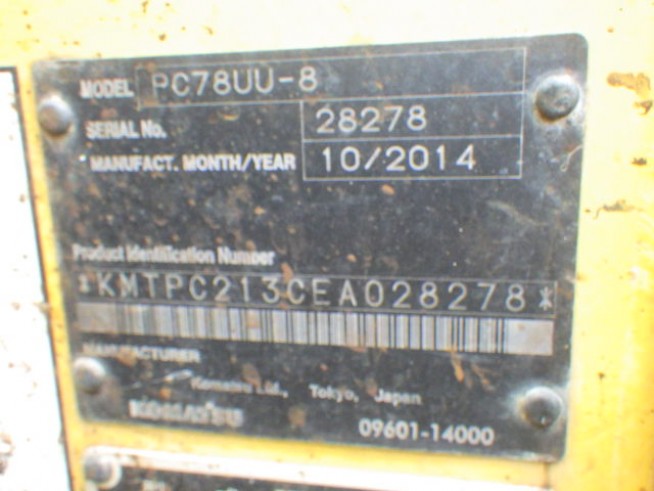 MODEL PC78UU-8
SERIAL No. 28278
MANUFACT. MONTH/YEAR 10/2014
Product Identification Number
*KMTPC213CEA028278*
MANUFACTURER
Komatsu Ltd., Tokyo, Japan
KOMATSU
09601-14000